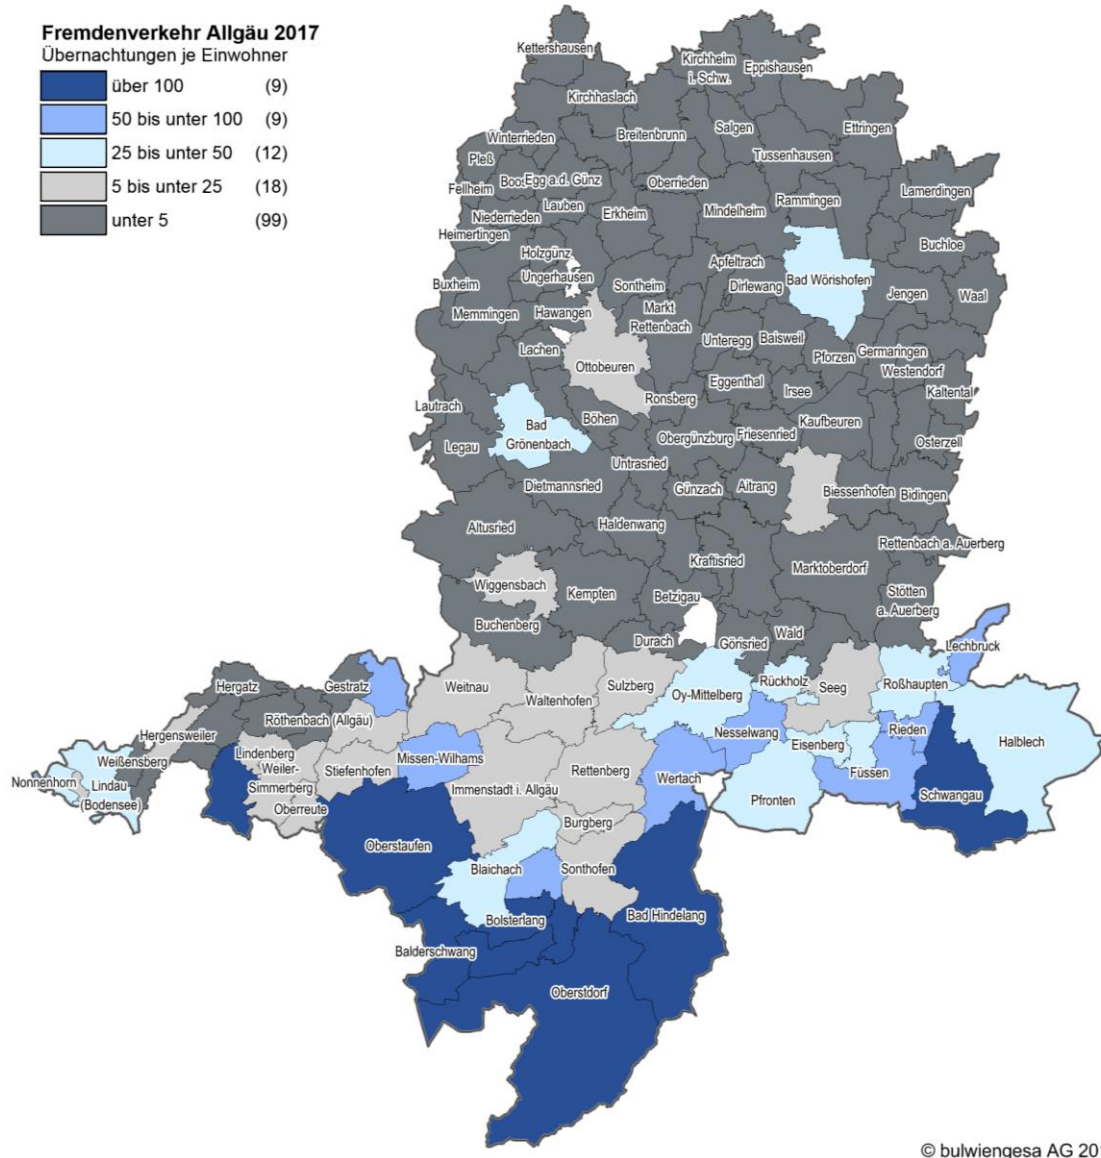 Fremdenverkehr Allgäu 2017
Übernachtungen je Einwohner
über 100 (9)
50 bis unter 100 (9)
25 bis unter 50 (12)
5 bis unter 25 (18)
unter 5 (99)
Kettershausen
Kirchheim
i. Schw.
Eppishausen
Kirchhaslach
Winterrieden
Breitenbrunn
Salgen
Ettringen
Pleß
Tussenhausen
Fellheim
Boos
Egg a.d. Günz
Oberrieden
Lamerdingen
Niederrieden
Lauben
Erkheim
Mindelheim
Rammingen
Heimertingen
Buchloe
Holzgünz
Ungerhausen
Apfeltrach
Bad Wörishofen
Buxheim
Sontheim
Dirlewang
Jengen
Waal
Memmingen
Hawangen
Markt
Rettenbach
Lachen
Ottobeuren
Unteregg
Baisweil
Pforzen
Germaringen
Westendorf
Eggenthal
Irsee
Kaltental
Lautrach
Ronsberg
Legau
Bad
Grönenbach
Böhen
Obergünzburg
Friesenried
Kaufbeuren
Osterzell
Untrasried
Dietmannsried
Günzach
Aitrang
Biessenhofen
Bidingen
Altusried
Haldenwang
Rettenbach a. Auerberg
Kraftisried
Marktoberdorf
Wiggensbach
Kempten
Betzigau
Stötten
a. Auerberg
Buchenberg
Durach
Görisried
Wald
Lechbruck
Hergatz
Gestratz
Weitnau
Waltenhofen
Sulzberg
Oy-Mittelberg
Rückholz
Seeg
Roßhaupten
Röthenbach (Allgäu)
Hergensweiler
Nesselwang
Rieden
Halblech
Weißensberg
Lindenberg
Missen-Wilhams
Eisenberg
Nonnenhorn
Lindau
(Bodensee)
Weiler-
Simmerberg
Stiefenhofen
Rettenberg
Wertach
Füssen
Oberreute
Immenstadt i. Allgäu
Pfronten
Schwangau
Burgberg
Oberstaufen
Blaichach
Sonthofen
Bolsterlang
Bad Hindelang
Balderschwang
Oberstdorf
© bulwiengesa AG 201